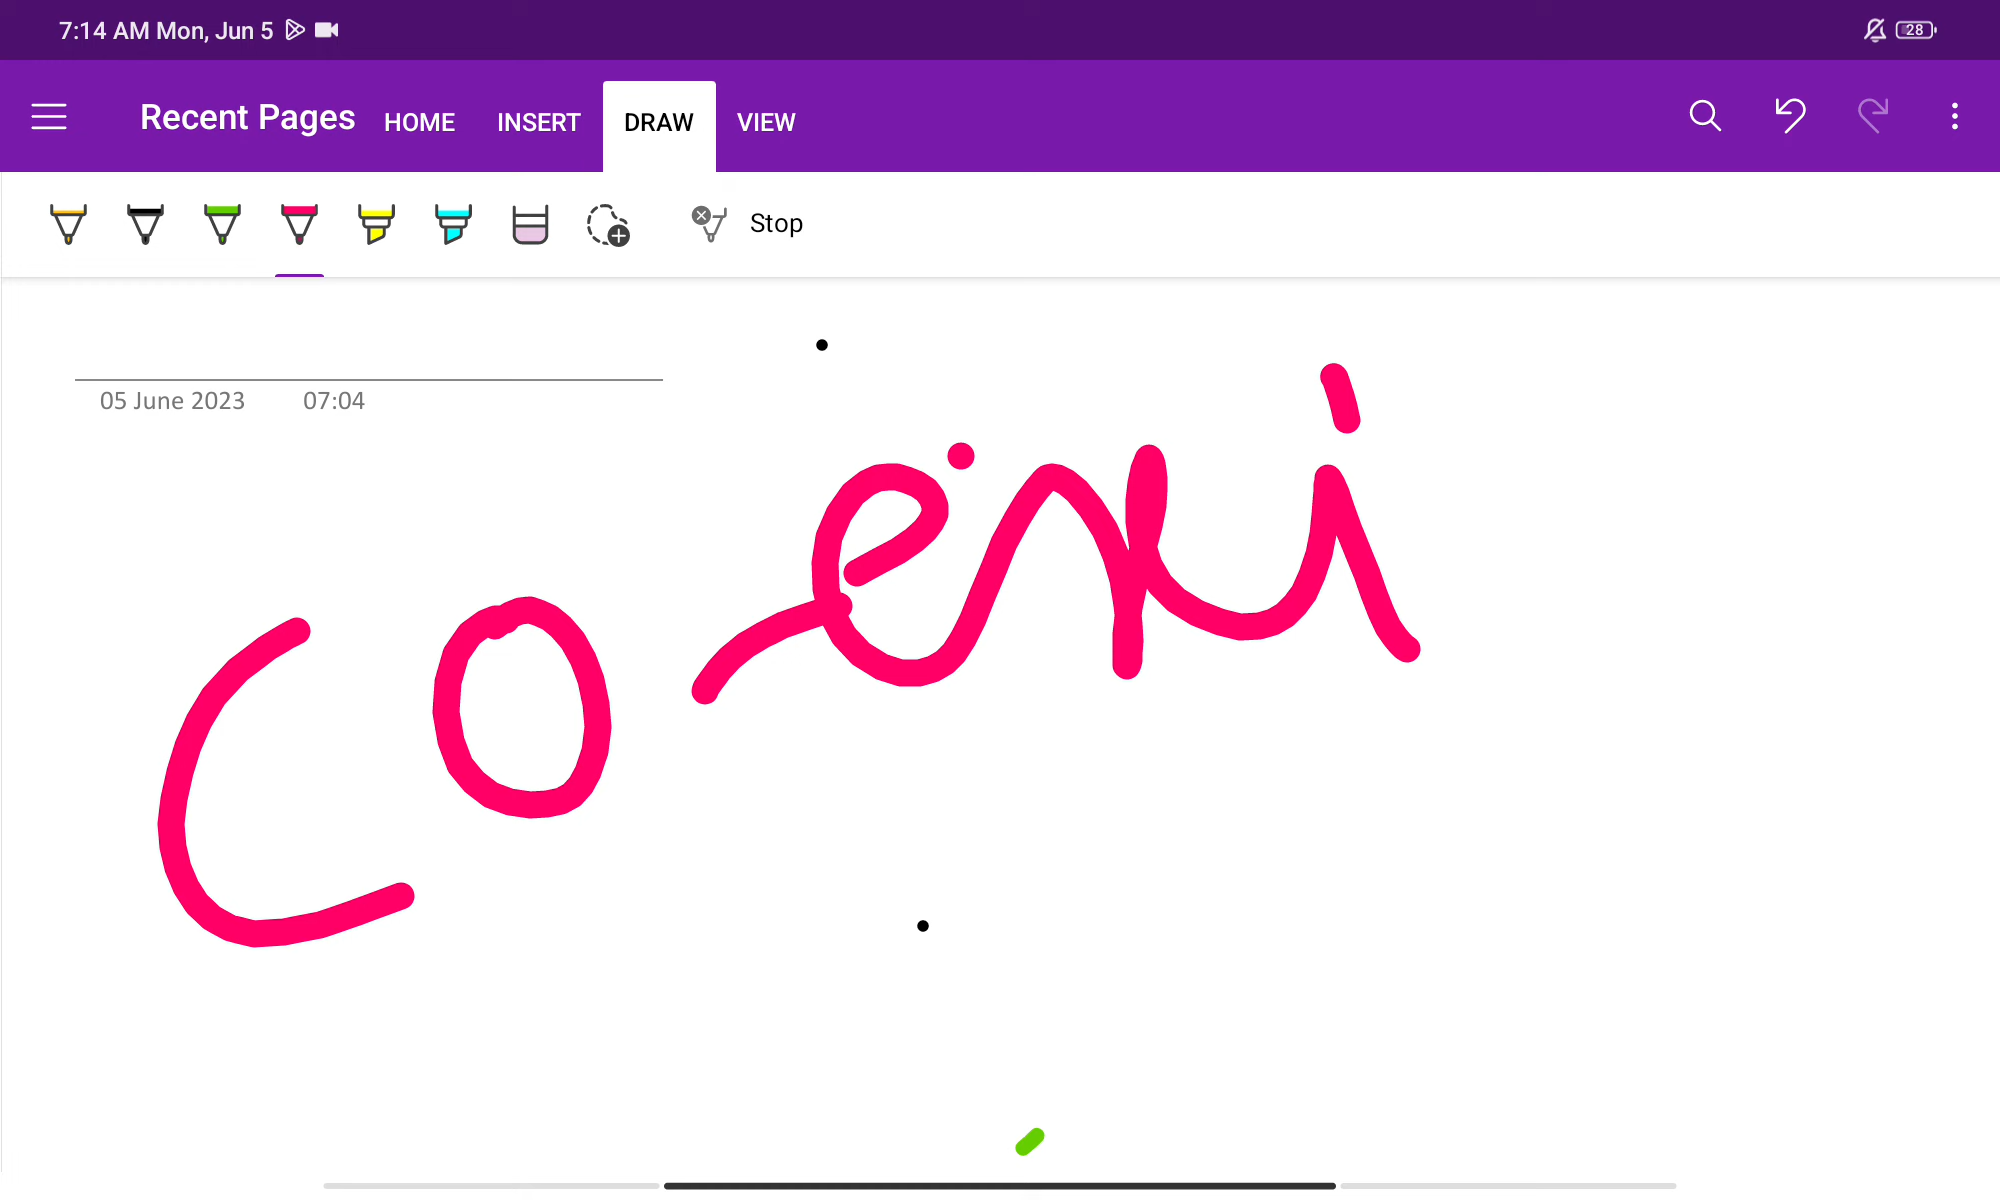 7:14 AM Mon, Jun 5 28
Recent Pages HOME INSERT DRAW VIEW
Stop
05 June 2023 07:04